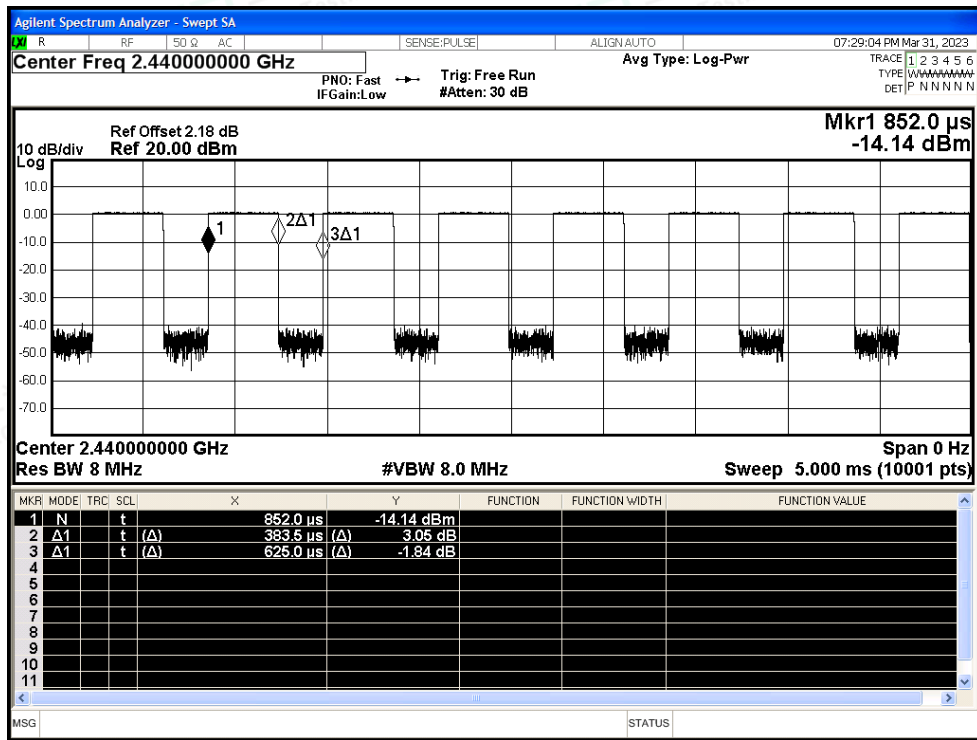 Agilent Spectrum Analyzer - Swept SA
LXI R RF 50 Ω AC SENSE:PULSE ALIGN AUTO 07:29:04 PM Mar 31, 2023
Center Freq 2.440000000 GHz
PNO: Fast
IFGain:Low
Trig: Free Run
#Atten: 30 dB
Avg Type: Log-Pwr
TRACE 1 2 3 4 5 6
TYPE
DET P N N N N N
Mkr1 852.0 µs
-14.14 dBm
Ref Offset 2.18 dB
10 dB/div Ref 20.00 dBm
Log
10.0
0.00
-10.0
-20.0
-30.0
-40.0
-50.0
-60.0
-70.0
1
2Δ1
3Δ1
Center 2.440000000 GHz Span 0 Hz
Res BW 8 MHz #VBW 8.0 MHz Sweep 5.000 ms (10001 pts)
MKR MODE TRC SCL X Y FUNCTION FUNCTION WIDTH FUNCTION VALUE
1 N t 852.0 µs -14.14 dBm
2 Δ1 t (Δ) 383.5 µs (Δ) 3.05 dB
3 Δ1 t (Δ) 625.0 µs (Δ) -1.84 dB
4
5
6
7
8
9
10
11
MSG STATUS